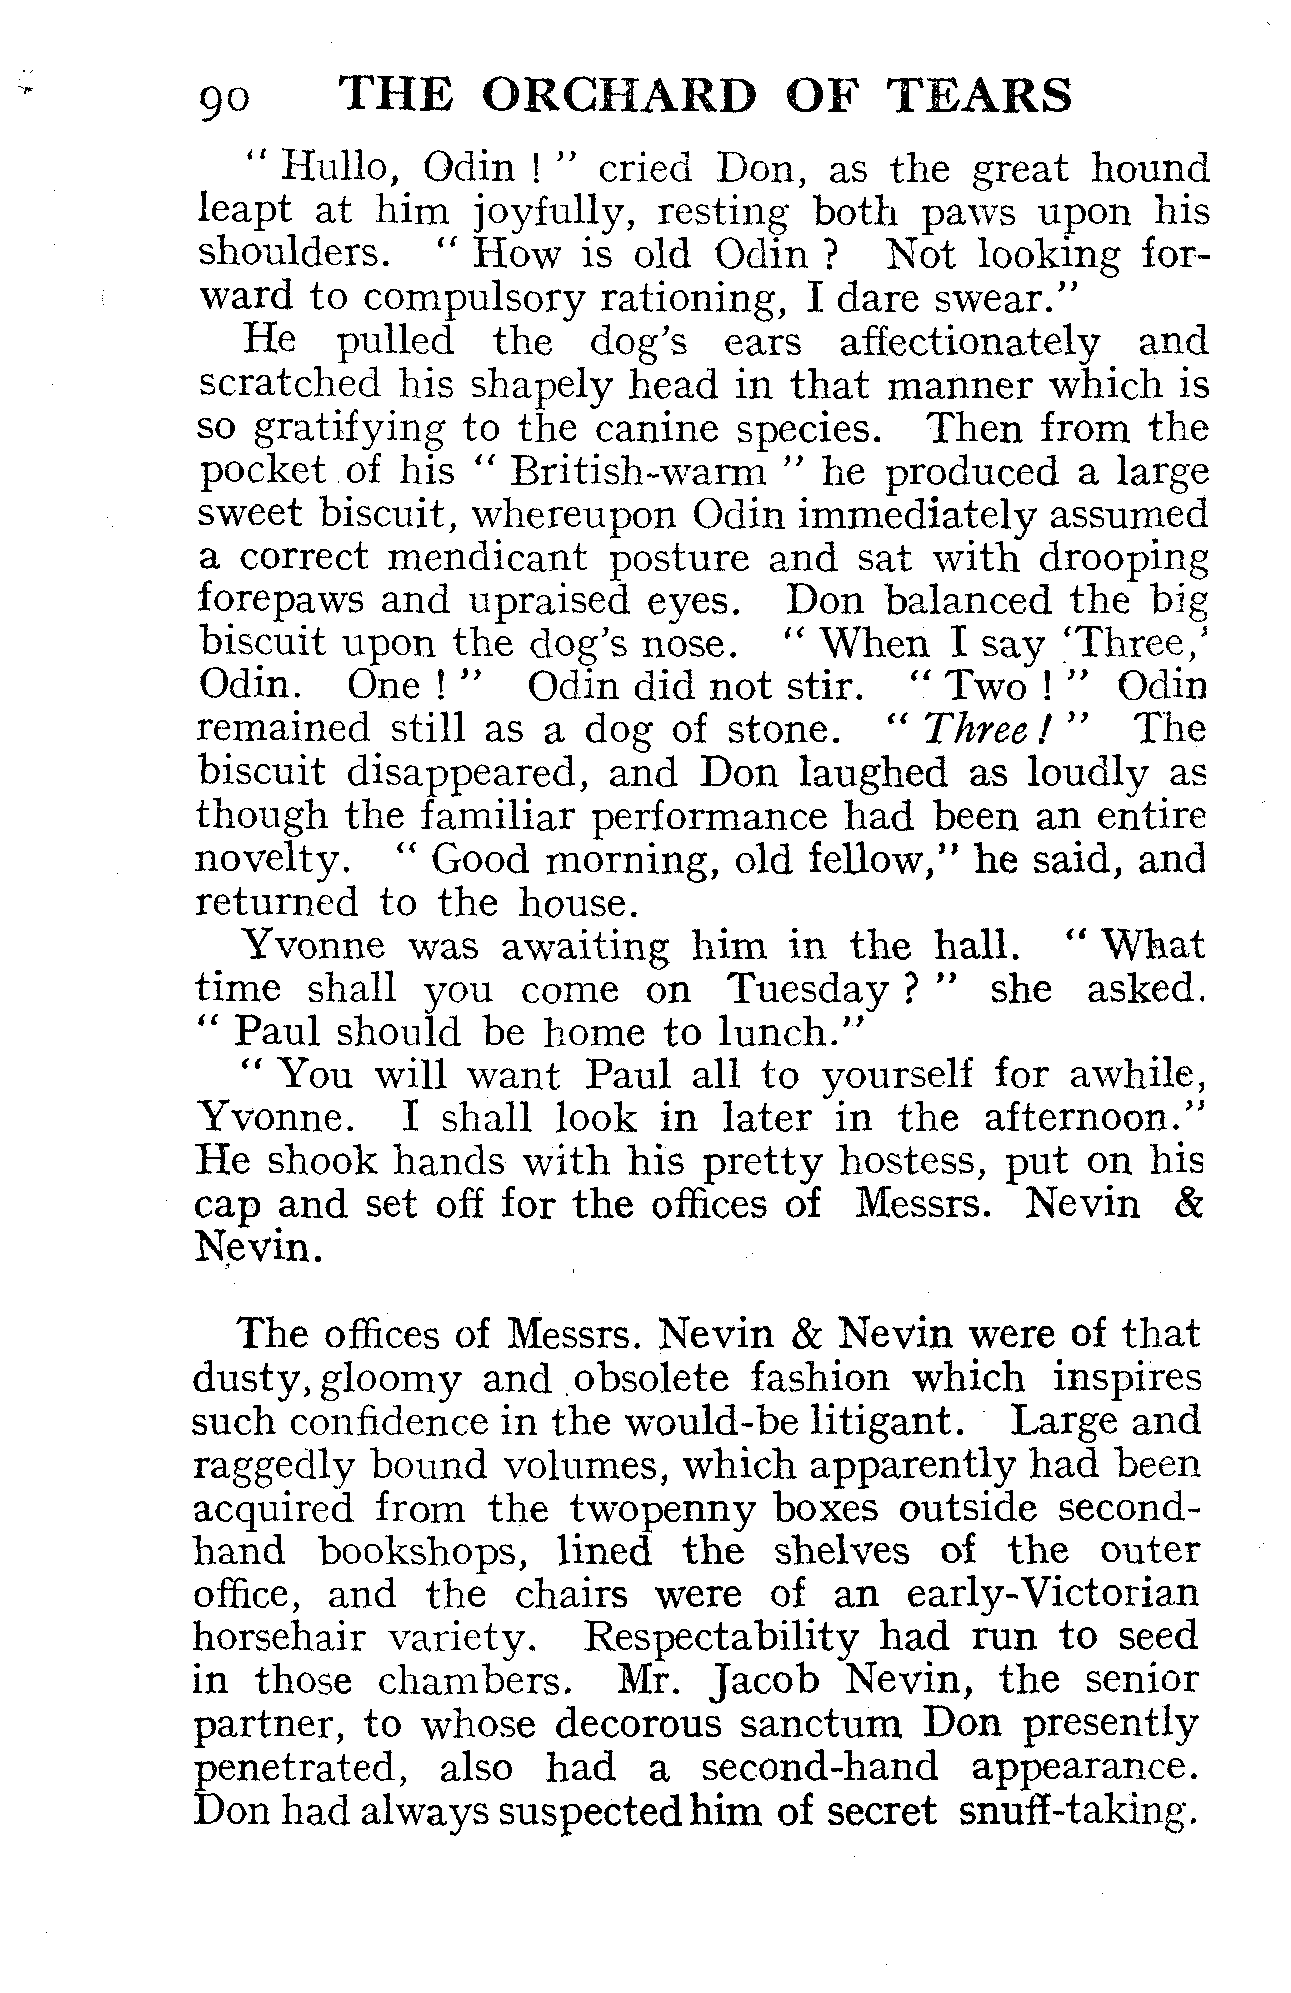 90 THE ORCHARD OF TEARS
“ Hullo, Odin ! ” cried Don, as the great hound
leapt at him joyfully, resting both paws upon his
shoulders. “ How is old Odin ? Not looking for-
ward to compulsory rationing, I dare swear.”
He pulled the dog’s ears affectionately and
scratched his shapely head in that manner which is
so gratifying to the canine species. Then from the
pocket of his “ British-warm ” he produced a large
sweet biscuit, whereupon Odin immediately assumed
a correct mendicant posture and sat with drooping
forepaws and upraised eyes. Don balanced the big
biscuit upon the dog’s nose. “ When I say ‘Three,’
Odin. One ! ” Odin did not stir. “ Two ! ” Odin
remained still as a dog of stone. “ Three ! ” The
biscuit disappeared, and Don laughed as loudly as
though the familiar performance had been an entire
novelty. “ Good morning, old fellow,” he said, and
returned to the house.
Yvonne was awaiting him in the hall. “ What
time shall you come on Tuesday ? ” she asked.
“ Paul should be home to lunch.”
“ You will want Paul all to yourself for awhile,
Yvonne. I shall look in later in the afternoon.”
He shook hands with his pretty hostess, put on his
cap and set off for the offices of Messrs. Nevin &
Nevin.
The offices of Messrs. Nevin & Nevin were of that
dusty, gloomy and obsolete fashion which inspires
such confidence in the would-be litigant. Large and
raggedly bound volumes, which apparently had been
acquired from the twopenny boxes outside second-
hand bookshops, lined the shelves of the outer
office, and the chairs were of an early-Victorian
horsehair variety. Respectability had run to seed
in those chambers. Mr. Jacob Nevin, the senior
partner, to whose decorous sanctum Don presently
penetrated, also had a second-hand appearance.
Don had always suspected him of secret snuff-taking.